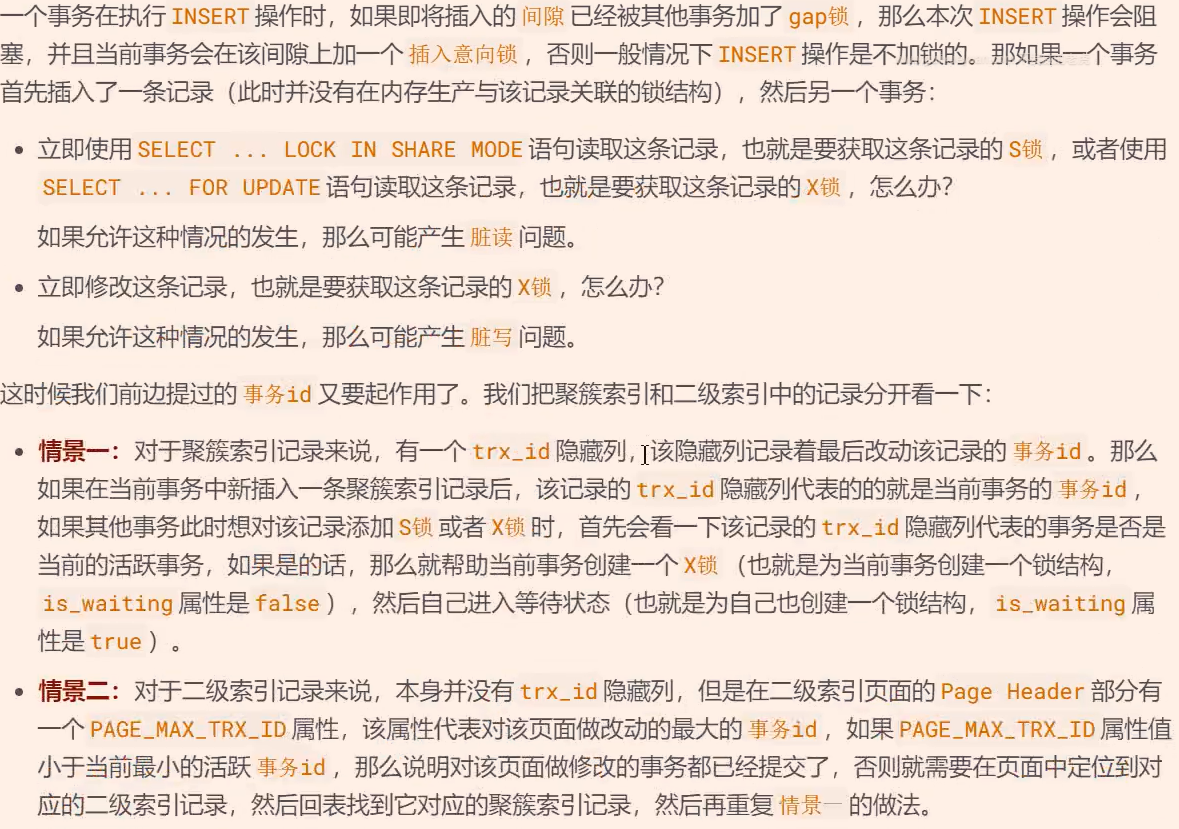 一个事务在执行 INSERT 操作时，如果即将插入的 间隙 已经被其他事务加了 gap锁 ，那么本次 INSERT 操作会阻
塞，并且当前事务会在该间隙上加一个 插入意向锁 ，否则一般情况下 INSERT 操作是不加锁的。那如果一个事务
首先插入了一条记录（此时并没有在内存生产与该记录关联的锁结构），然后另一个事务：
• 立即使用 SELECT ... LOCK IN SHARE MODE 语句读取这条记录，也就是要获取这条记录的 S锁 ，或者使用
SELECT ... FOR UPDATE 语句读取这条记录，也就是要获取这条记录的 X锁 ，怎么办？
如果允许这种情况的发生，那么可能产生 脏读 问题。
• 立即修改这条记录，也就是要获取这条记录的 X锁 ，怎么办？
如果允许这种情况的发生，那么可能产生 脏写 问题。
这时候我们前边提过的 事务id 又要起作用了。我们把聚簇索引和二级索引中的记录分开看一下：
• 情景一：对于聚簇索引记录来说，有一个 trx_id 隐藏列，该隐藏列记录着最后改动该记录的 事务id 。那么
如果在当前事务中新插入一条聚簇索引记录后，该记录的 trx_id 隐藏列代表的的就是当前事务的 事务id ，
如果其他事务此时想对该记录添加 S锁 或者 X锁 时，首先会看一下该记录的 trx_id 隐藏列代表的事务是否是
当前的活跃事务，如果是的话，那么就帮助当前事务创建一个 X锁 （也就是为当前事务创建一个锁结构，
is_waiting 属性是 false ），然后自己进入等待状态（也就是为自己也创建一个锁结构， is_waiting 属
性是 true ）。
• 情景二：对于二级索引记录来说，本身并没有 trx_id 隐藏列，但是在二级索引页面的 Page Header 部分有
一个 PAGE_MAX_TRX_ID 属性，该属性代表对该页面做改动的最大的 事务id ，如果 PAGE_MAX_TRX_ID 属性值
小于当前最小的活跃 事务id ，那么说明对该页面做修改的事务都已经提交了，否则就需要在页面中定位到对
应的二级索引记录，然后回表找到它对应的聚簇索引记录，然后再重复 情景一 的做法。